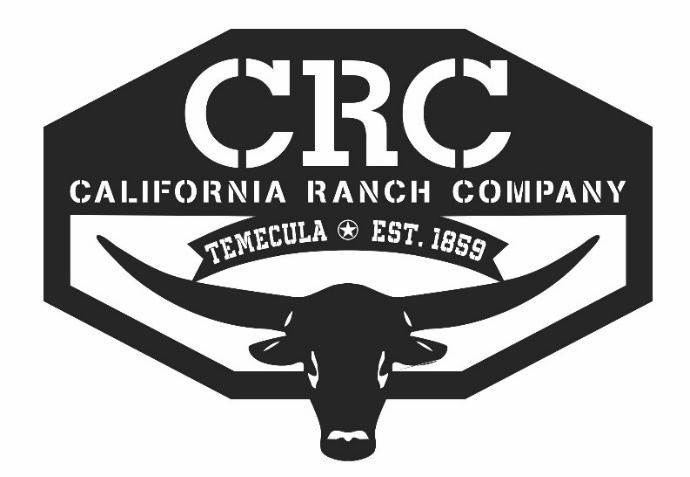 CRC
CALIFORNIA RANCH COMPANY
TEMECULA EST. 1859